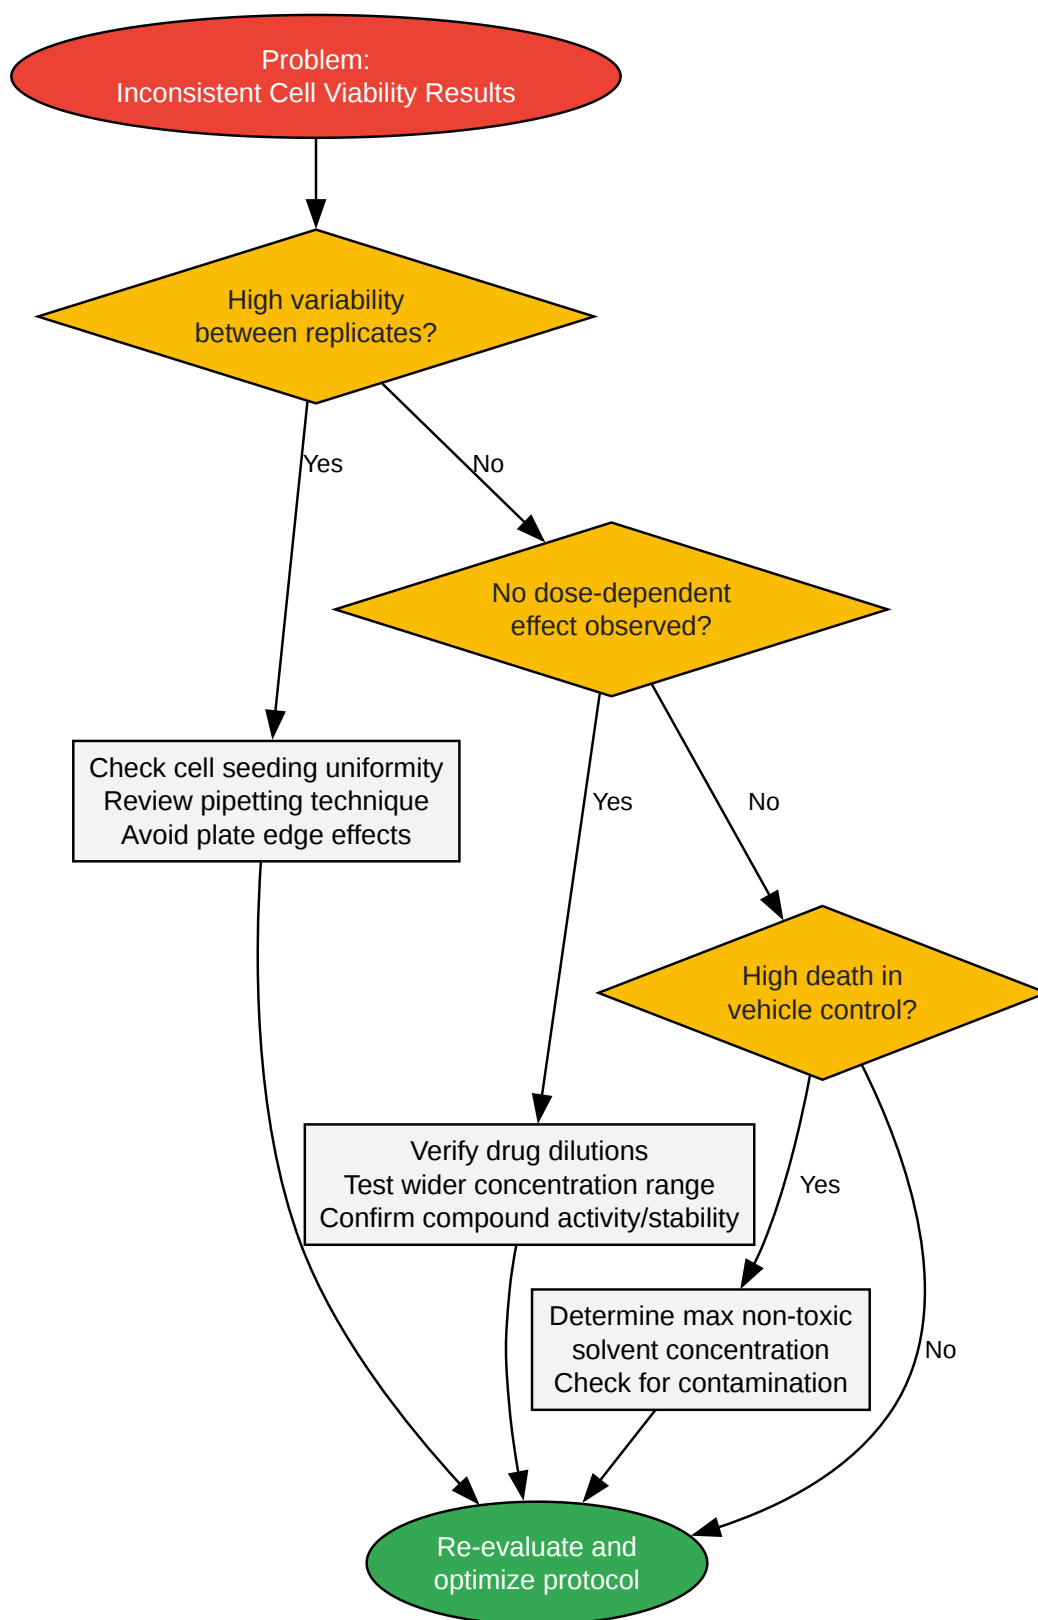 Problem:
Inconsistent Cell Viability Results
High variability
between replicates?
Yes
No
No dose-dependent
effect observed?
Check cell seeding uniformity
Review pipetting technique
Avoid plate edge effects
Yes
No
High death in
vehicle control?
Verify drug dilutions
Test wider concentration range
Confirm compound activity/stability
Yes
Determine max non-toxic
solvent concentration
Check for contamination
No
Re-evaluate and
optimize protocol